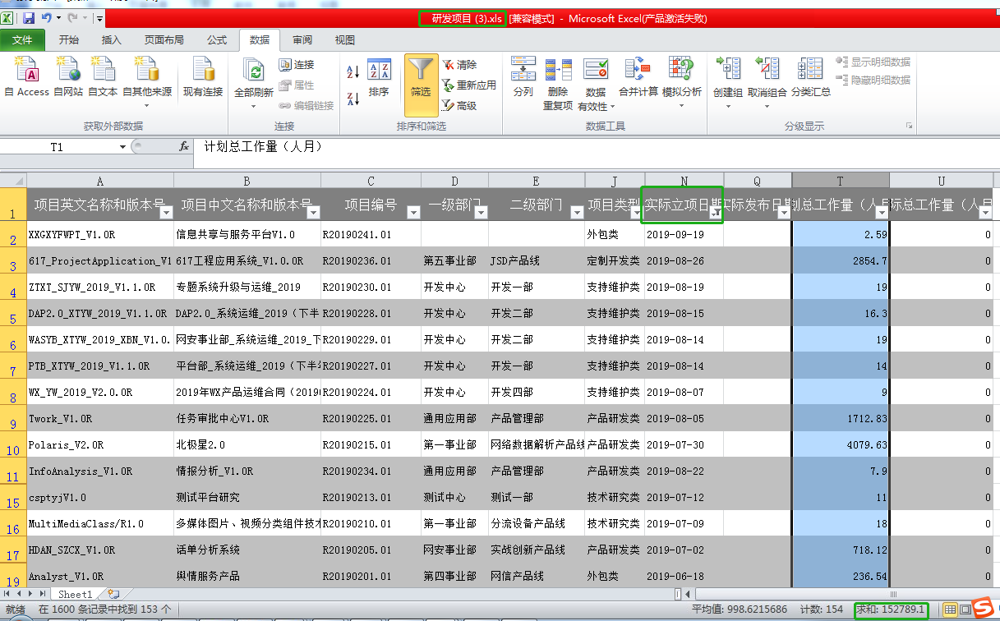 研发项目 (3).xls [兼容模式] - Microsoft Excel(产品激活失败)
文件 开始 插入 页面布局 公式 数据 审阅 视图
自 Access 自网站 自文本 自其他来源 现有连接 全部刷新 连接 属性 编辑链接 排序 筛选 清除 重新应用 高级 分列 删除 重复项 数据 有效性 合并计算 模拟分析 创建组 取消组合 分类汇总 显示明细数据 隐藏明细数据
获取外部数据 连接 排序和筛选 数据工具 分级显示
T1 fx 计划总工作量（人月）
A B C D E J N Q T U
1 项目英文名称和版本号 项目中文名称和版本号 项目编号 一级部门 二级部门 项目类型 实际立项日期 实际发布日期 划总工作量（人月 际总工作量（人月
2 XXGXYFWPT_V1.0R 信息共享与服务平台V1.0 R20190241.01 外包类 2019-09-19 2.59 0
3 617_ProjectApplication_V1 617工程应用系统_V1.0.0R R20190236.01 第五事业部 JSD产品线 定制开发类 2019-08-26 2854.7 0
4 ZTXT_SJYW_2019_V1.1.0R 专题系统升级与运维_2019 R20190230.01 开发中心 开发一部 支持维护类 2019-08-19 19 0
5 DAP2.0_XTYW_2019_V1.1.0R DAP2.0_系统运维_2019（下半 R20190228.01 开发中心 开发二部 支持维护类 2019-08-15 16.3 0
6 WASYB_XTYW_2019_XBN_V1.0. 网安事业部_系统运维_2019_下 R20190229.01 开发中心 开发二部 支持维护类 2019-08-14 19 0
7 PTB_XTYW_2019_V1.1.0R 平台部_系统运维_2019（下半年 R20190227.01 开发中心 开发一部 支持维护类 2019-08-14 14 0
8 WX_YW_2019_V2.0.0R 2019年WX产品运维合同（2019 R20190224.01 开发中心 开发四部 支持维护类 2019-08-07 9 0
9 Twork_V1.0R 任务审批中心V1.0R R20190225.01 通用应用部 产品管理部 产品研发类 2019-08-05 1712.83 0
10 Polaris_V2.0R 北极星2.0 R20190215.01 第一事业部 网络数据解析产品线 产品研发类 2019-07-30 4079.63 0
11 InfoAnalysis_V1.0R 情报分析_V1.0R R20190234.01 通用应用部 产品管理部 产品研发类 2019-08-22 7.9 0
15 csptyjV1.0 测试平台研究 R20190213.01 测试中心 测试一部 技术研究类 2019-07-12 11 0
16 MultiMediaClass/R1.0 多媒体图片、视频分类组件技术 R20190210.01 第一事业部 分流设备产品线 技术研究类 2019-07-09 18 0
17 HDAN_SZCX_V1.0R 话单分析系统 R20190205.01 网安事业部 实战创新产品线 产品研发类 2019-07-02 718.12 0
19 Analyst_V1.0R 舆情服务产品 R20190201.01 第四事业部 网信产品线 外包类 2019-06-18 236.54 0
Sheet1
就绪 在 1600 条记录中找到 153 个 平均值: 998.6215686 计数: 154 求和: 152789.1